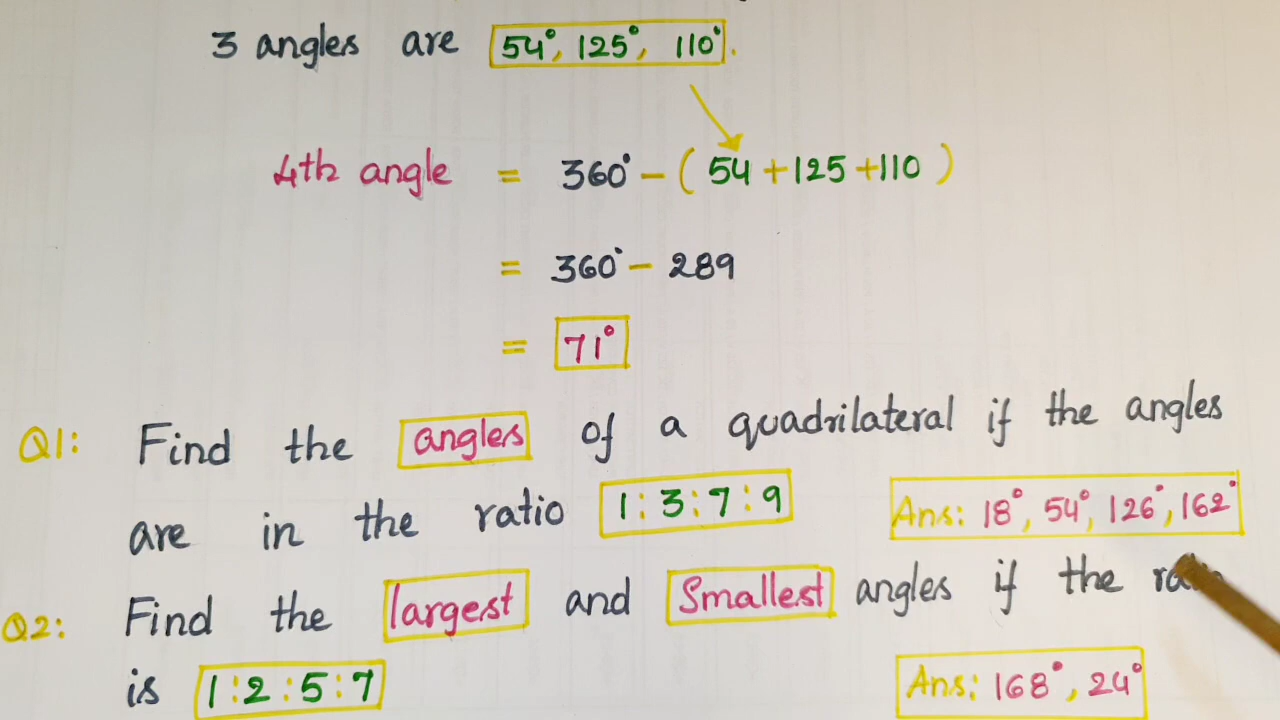 3 angles are 54°, 125°, 110°.
4th angle = 360° - ( 54 + 125 + 110 )
= 360° - 289
= 71°
Q1: Find the angles of a quadrilateral if the angles
are in the ratio 1 : 3 : 7 : 9 Ans: 18°, 54°, 126°, 162°
Q2: Find the largest and Smallest angles if the
is 1 : 2 : 5 : 7 Ans: 168°, 24°